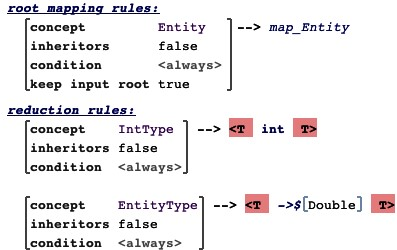 root mapping rules:
concept Entity --> map_Entity
inheritors false
condition <always>
keep input root true
reduction rules:
concept IntType --> <T int T>
inheritors false
condition <always>
concept EntityType --> <T ->$[Double] T>
inheritors false
condition <always>